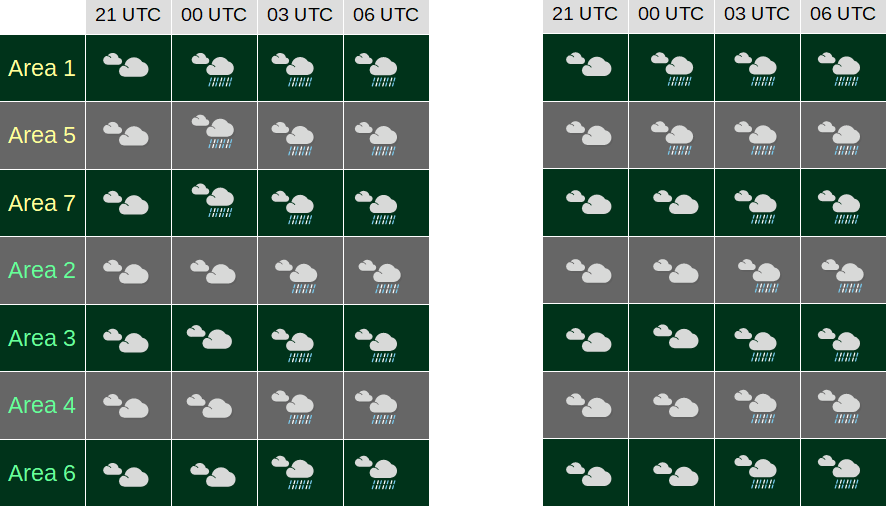 21 UTC 00 UTC 03 UTC 06 UTC 21 UTC 00 UTC 03 UTC 06 UTC
Area 1
Area 5
Area 7
Area 2
Area 3
Area 4
Area 6